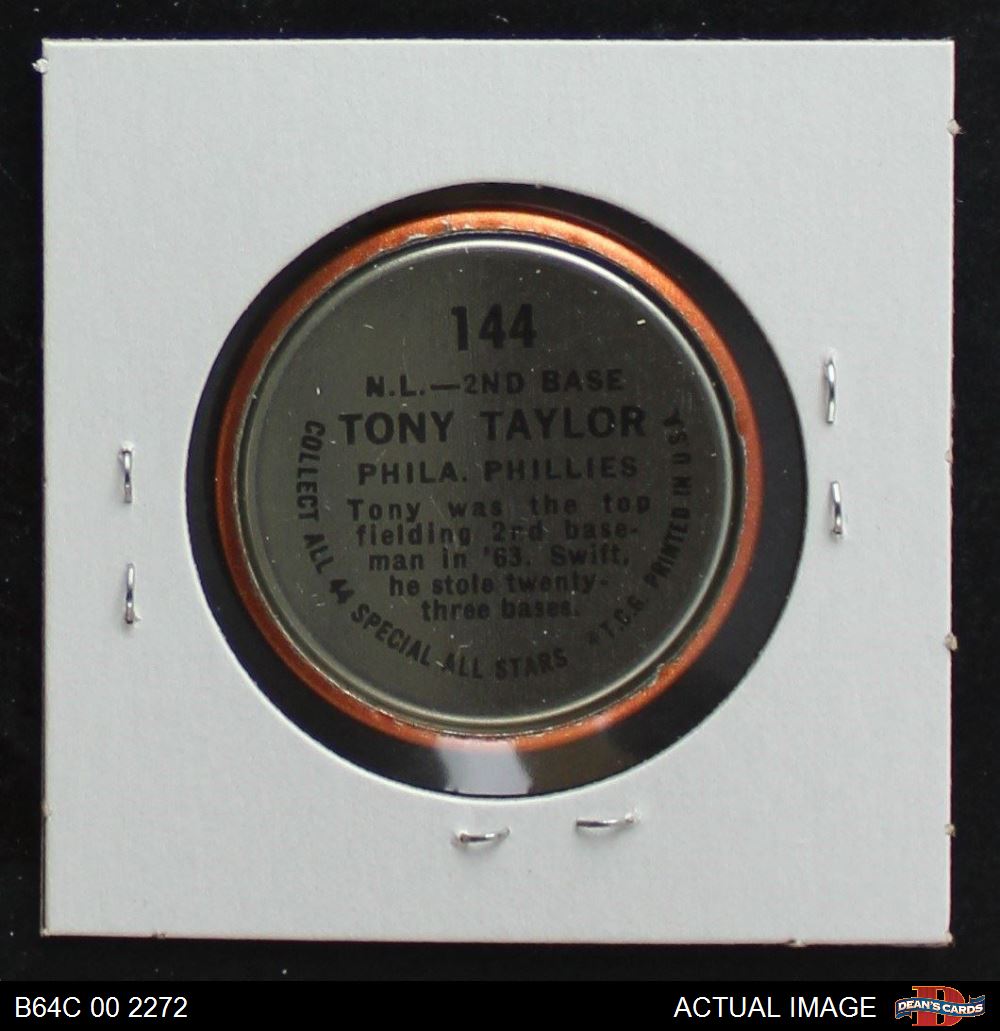 144
N.L.—2ND BASE
TONY TAYLOR
PHILA. PHILLIES
Tony was the top
fielding 2nd base-
man in '63. Swift,
he stole twenty-
three bases.
COLLECT ALL 44 SPECIAL ALL STARS
©T.C.G. PRINTED IN USA
B64C 00 2272
ACTUAL IMAGE
DEAN'S CARDS